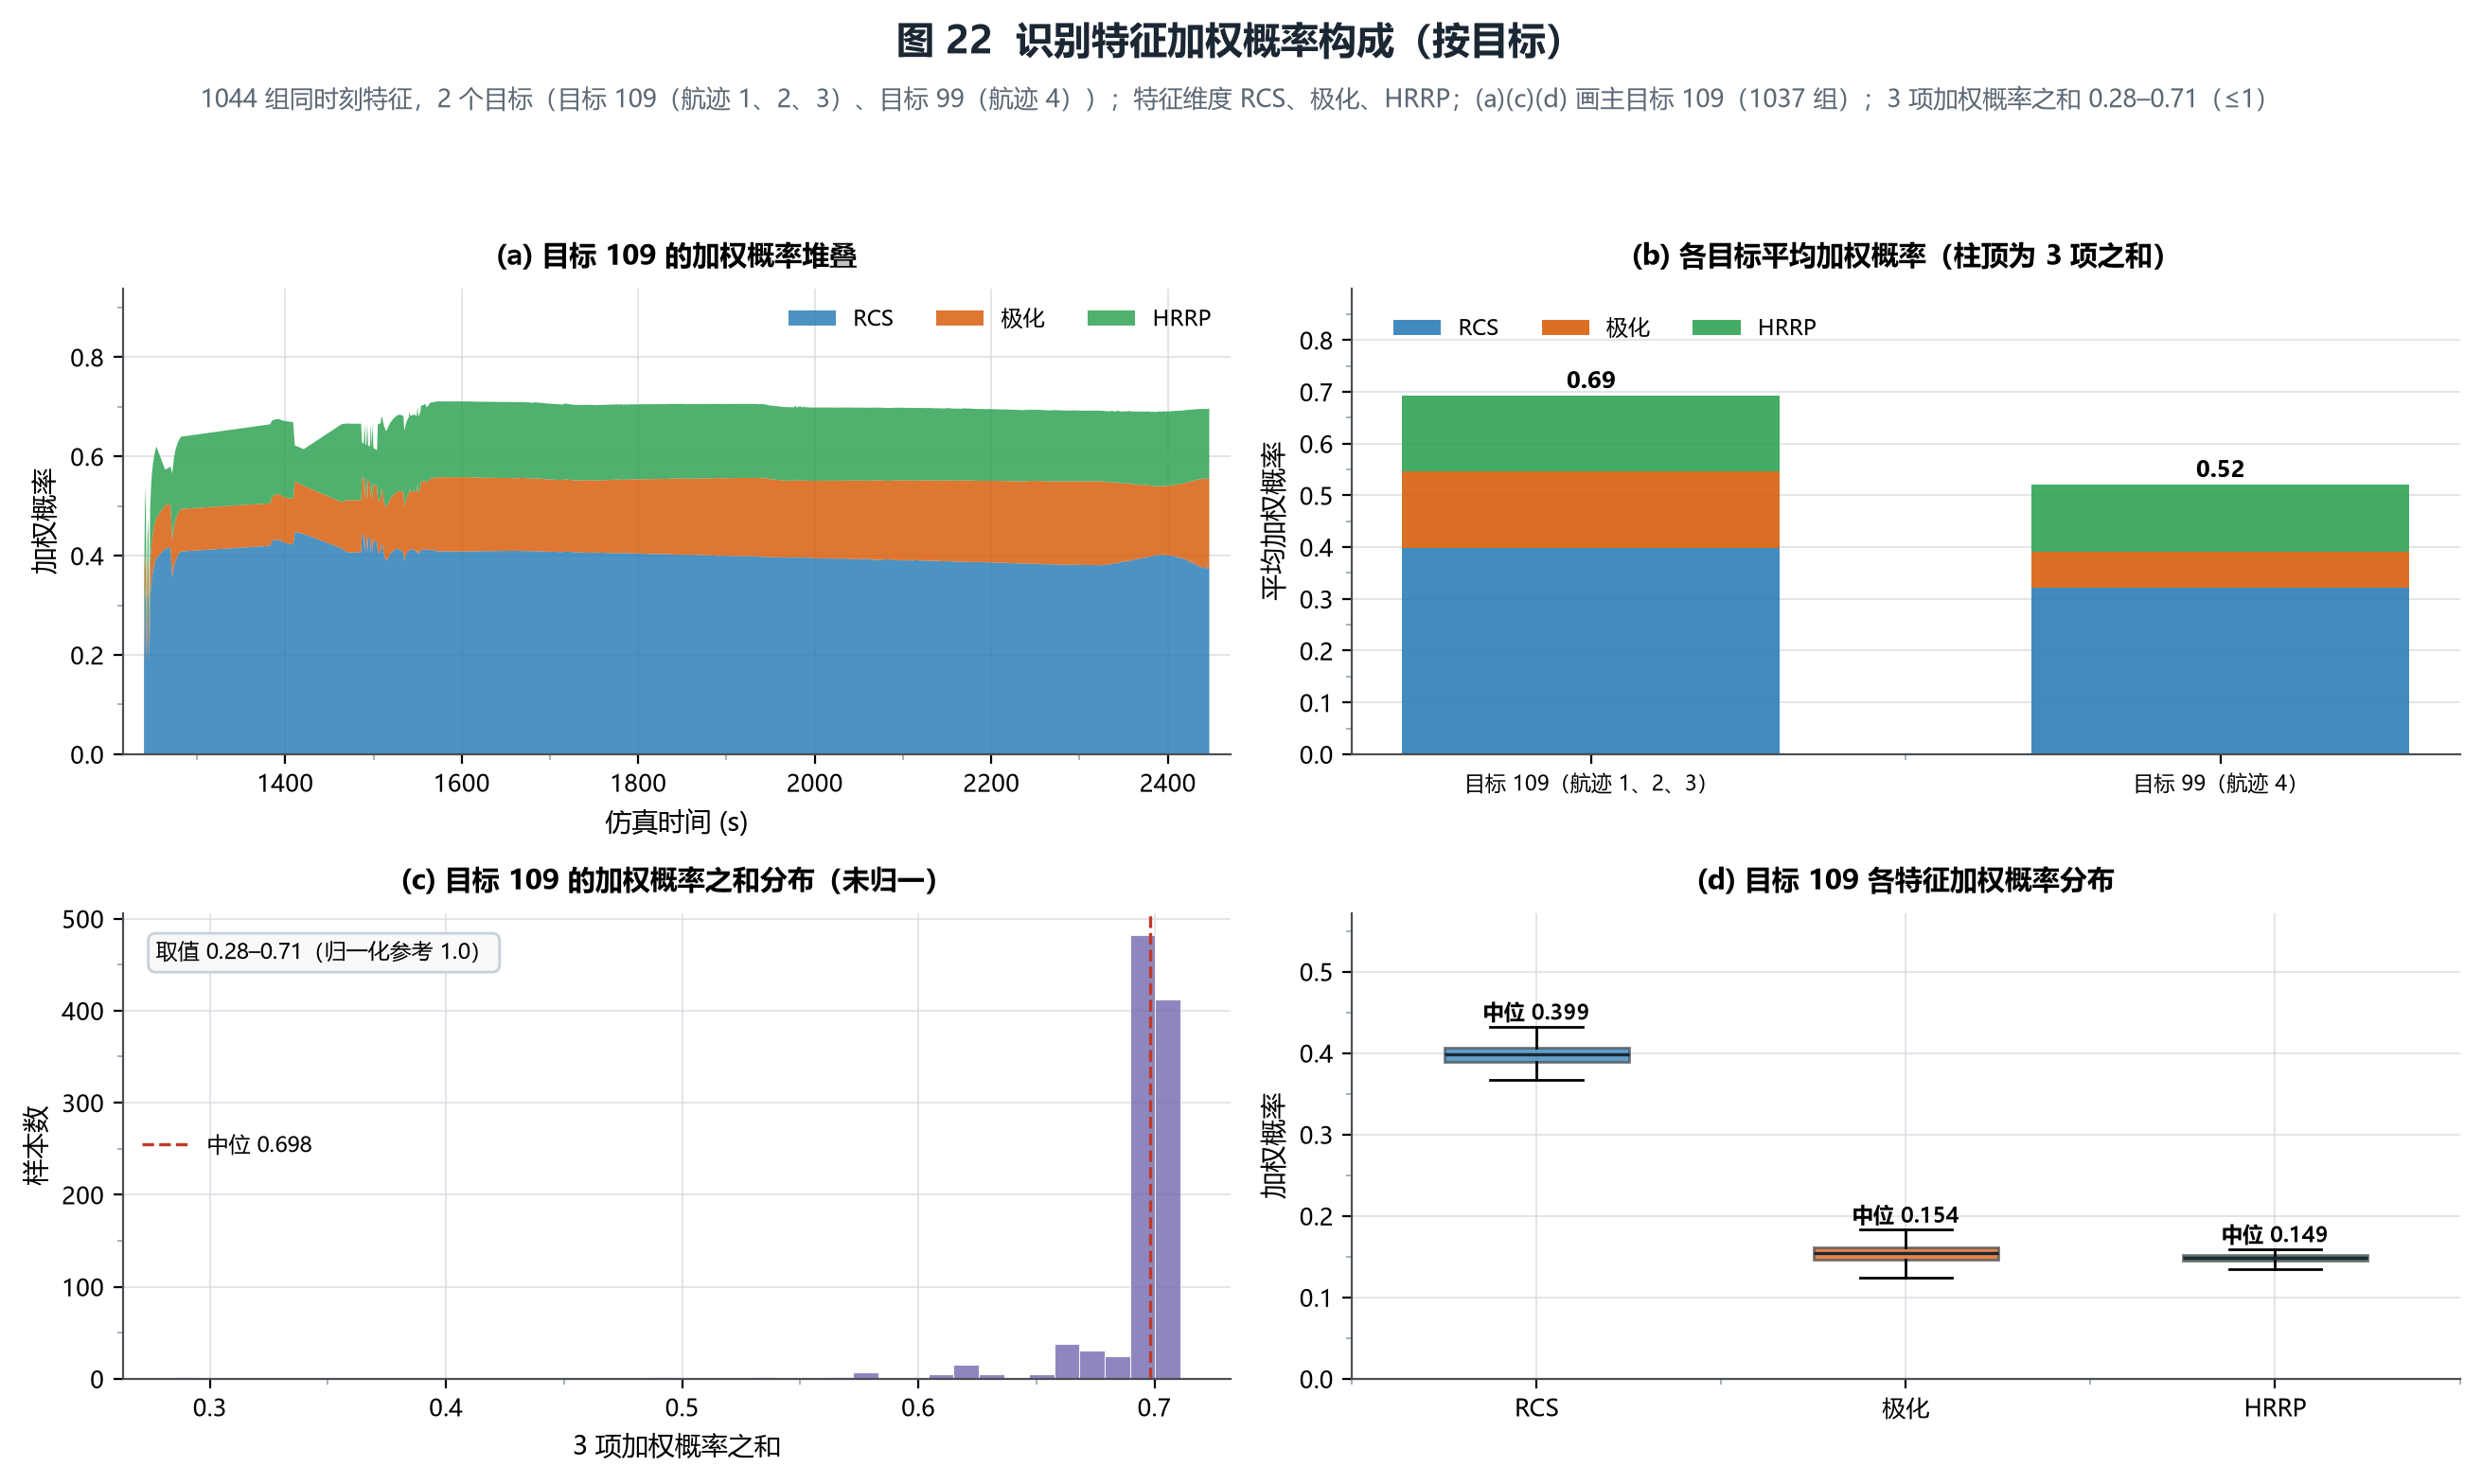 图 22 识别特征加权概率构成（按目标）
1044 组同时刻特征，2 个目标（目标 109（航迹 1、2、3）、目标 99（航迹 4））；特征维度 RCS、极化、HRRP；(a)(c)(d) 画主目标 109（1037 组）；3 项加权概率之和 0.28–0.71（≤1）
(a) 目标 109 的加权概率堆叠
RCS 极化 HRRP
加权概率
0.8
0.6
0.4
0.2
0.0
1400 1600 1800 2000 2200 2400
仿真时间 (s)
(b) 各目标平均加权概率（柱顶为 3 项之和）
RCS 极化 HRRP
平均加权概率
0.8
0.7
0.6
0.5
0.4
0.3
0.2
0.1
0.0
0.69
0.52
目标 109（航迹 1、2、3） 目标 99（航迹 4）
(c) 目标 109 的加权概率之和分布（未归一）
取值 0.28–0.71（归一化参考 1.0）
中位 0.698
样本数
500
400
300
200
100
0
0.3 0.4 0.5 0.6 0.7
3 项加权概率之和
(d) 目标 109 各特征加权概率分布
加权概率
0.5
0.4
0.3
0.2
0.1
0.0
中位 0.399
中位 0.154
中位 0.149
RCS 极化 HRRP